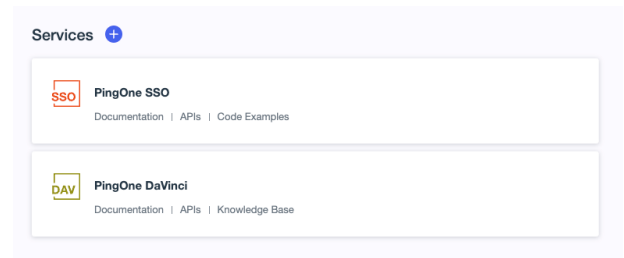 Services +
SSO
PingOne SSO
Documentation | APIs | Code Examples
DAV
PingOne DaVinci
Documentation | APIs | Knowledge Base